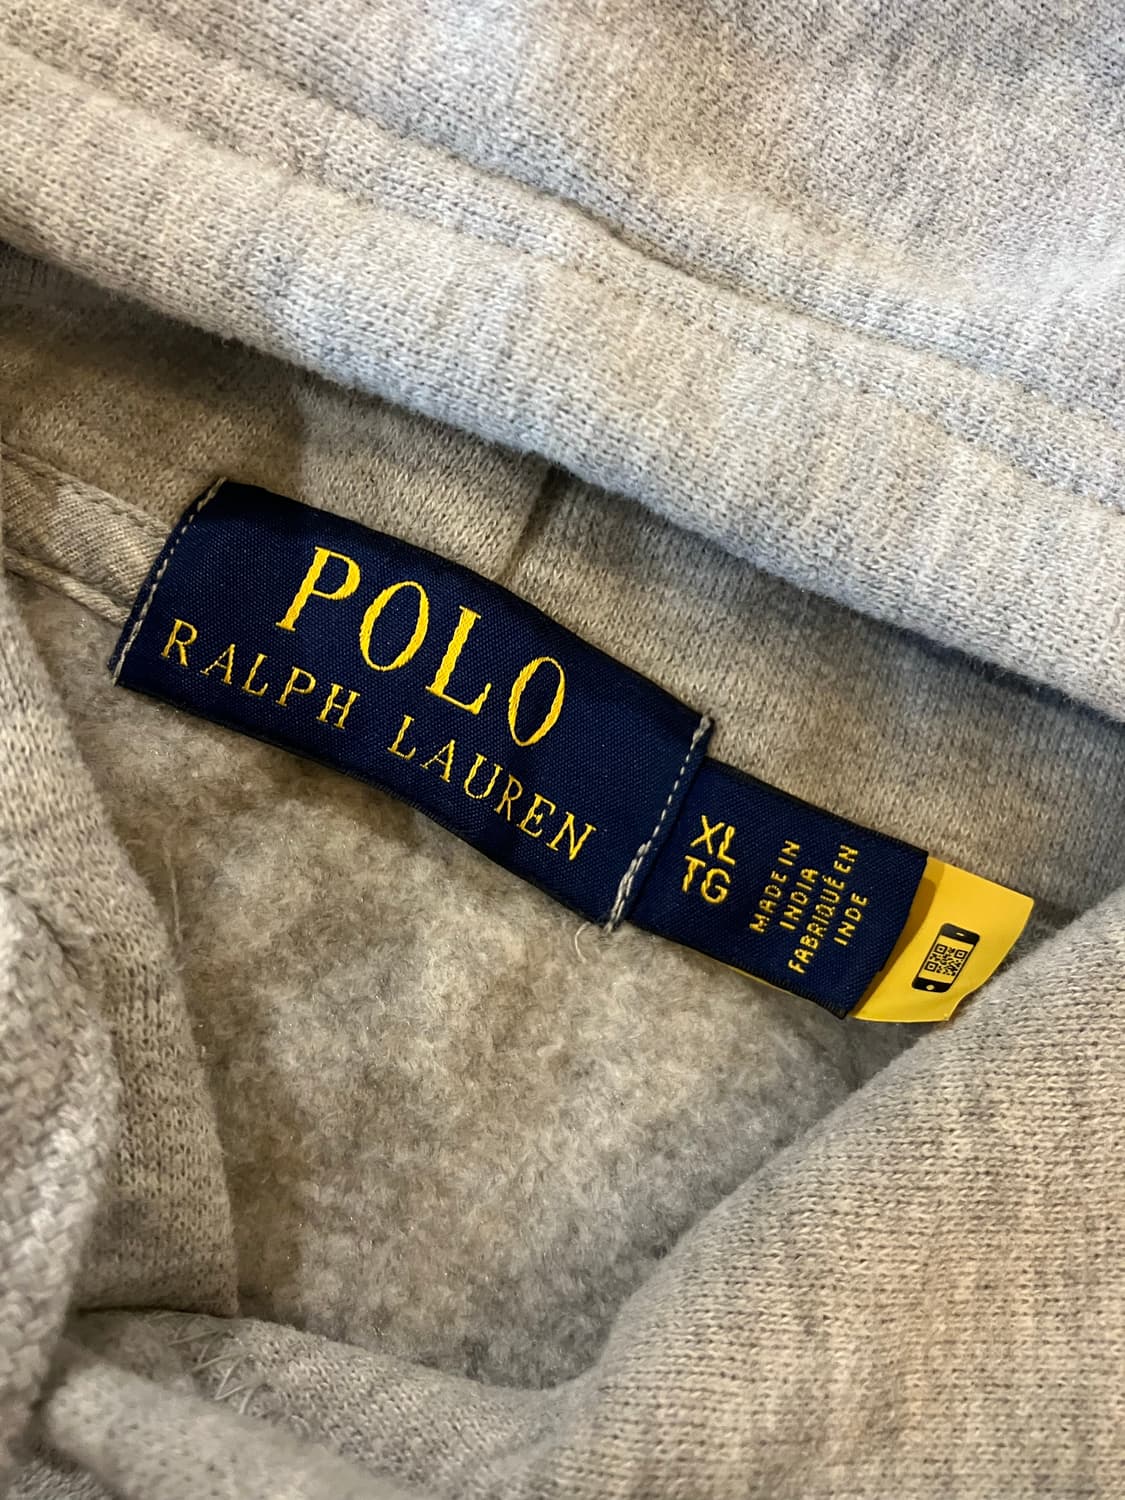 POLO
RALPH LAUREN
XL
TG
MADE IN
INDIA
FABRIQUÉ EN
INDE